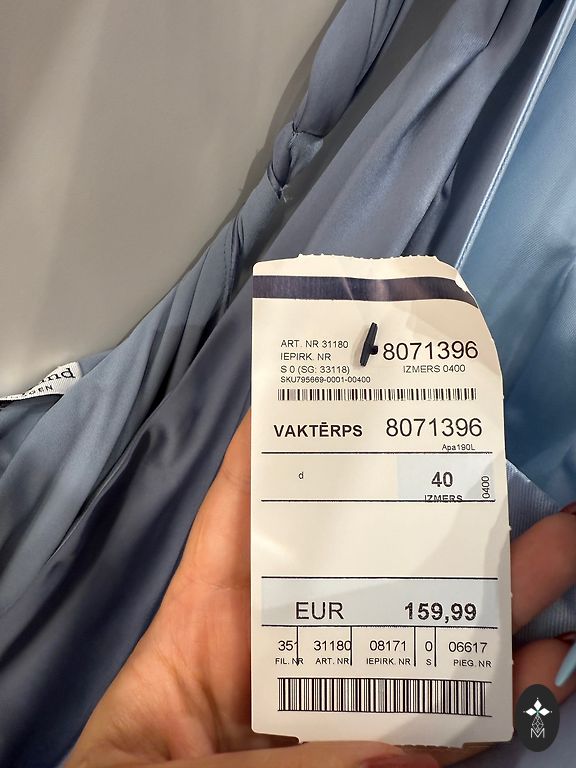 ART. NR 31180
IEPIRK. NR
8071396
S 0 (SG: 33118)
IZMERS 0400
SKU795669-0001-00400
VAKTĒRPS 8071396
Apa190L
d
40
IZMERS
0400
EUR 159,99
351 31180 08171 0 06617
FIL. NR ART. NR IEPIRK. NR S PIEG. NR
M